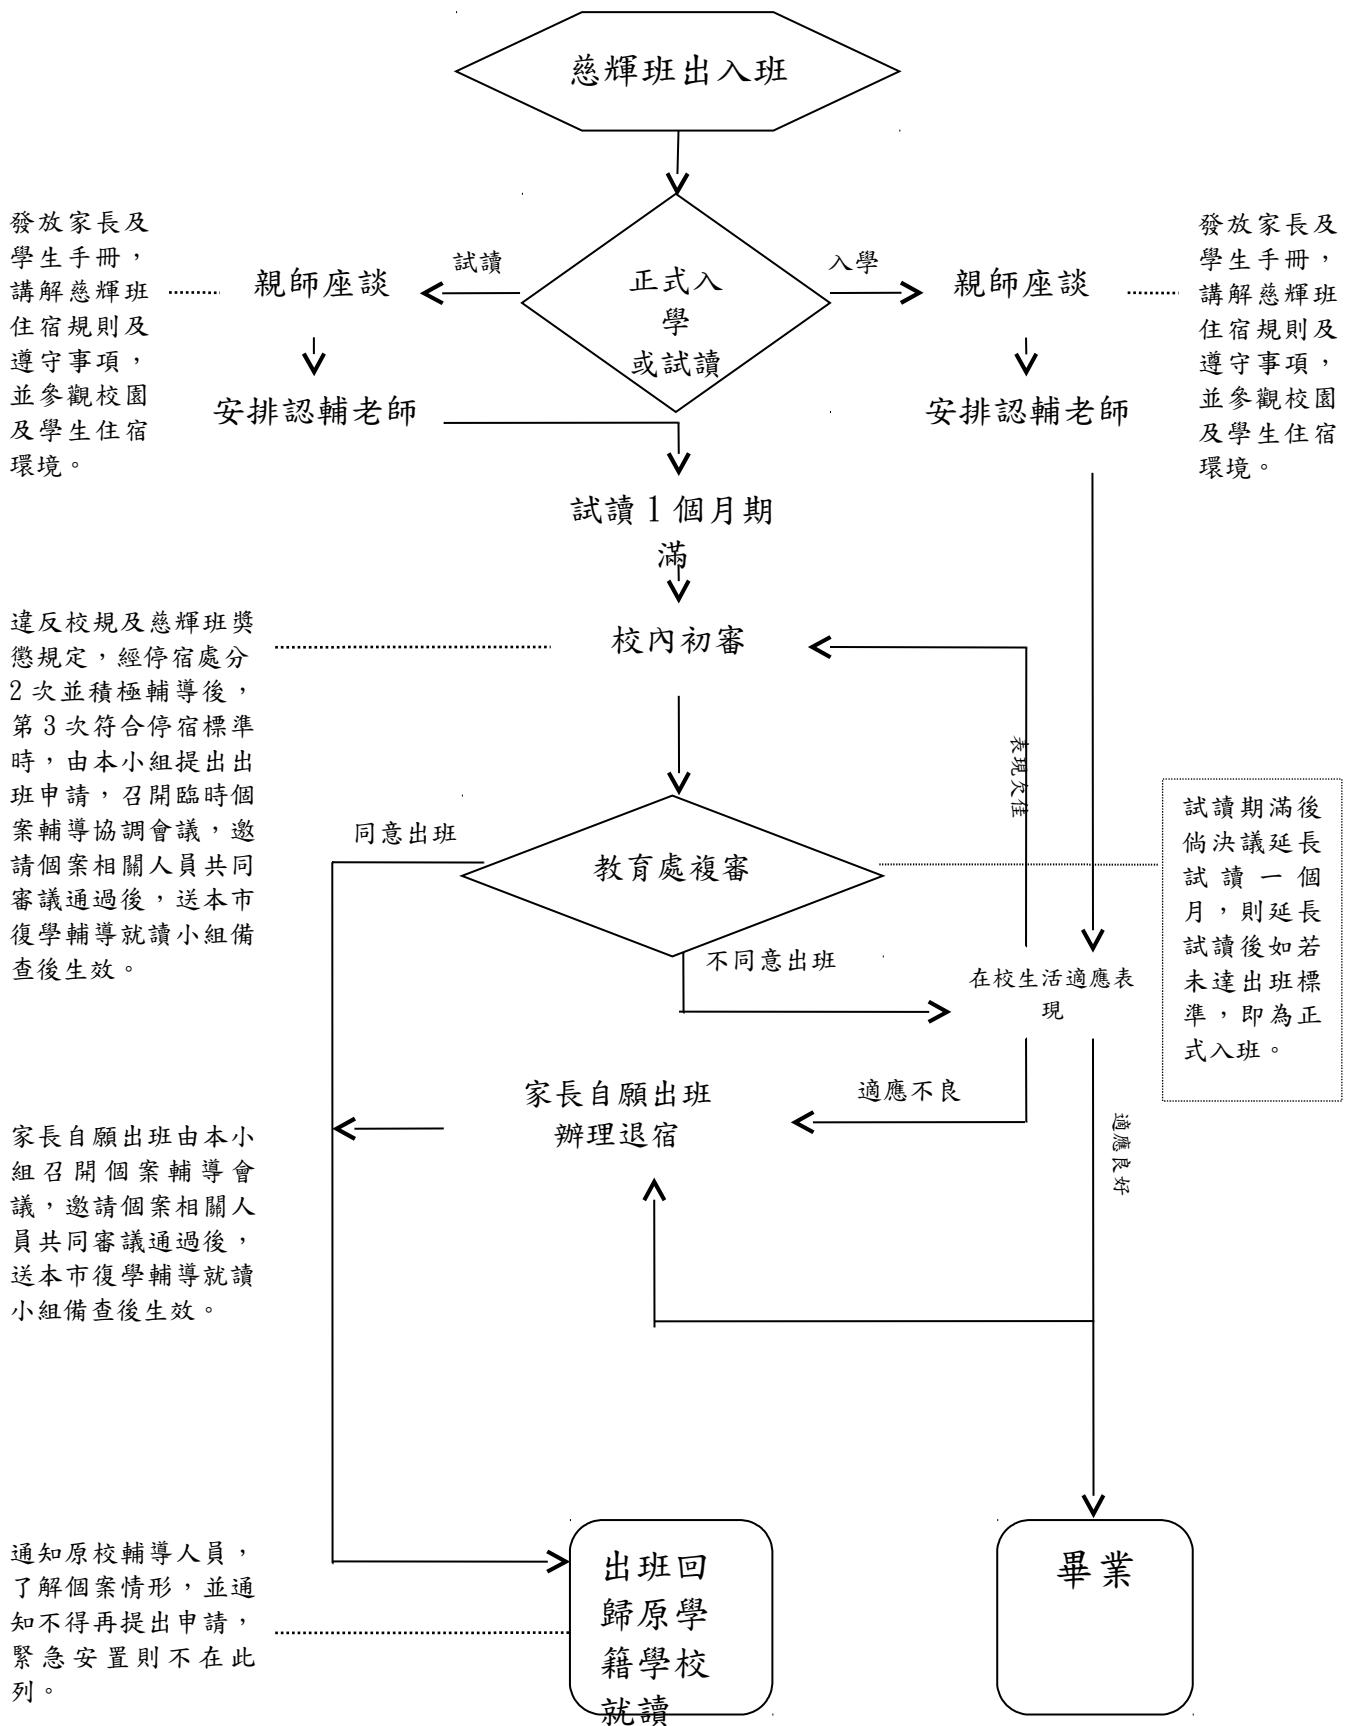 慈輝班出入班
發放家長及
學生手冊，
講解慈輝班
住宿規則及
遵守事項，
並參觀校園
及學生住宿
環境。
親師座談
安排認輔老師
試讀
正式入
學
或試讀
入學
親師座談
安排認輔老師
發放家長及
學生手冊，
講解慈輝班
住宿規則及
遵守事項，
並參觀校園
及學生住宿
環境。
試讀 1 個月期
滿
違反校規及慈輝班獎
懲規定，經停宿處分
2 次並積極輔導後，
第 3 次符合停宿標準
時，由本小組提出出
班申請，召開臨時個
案輔導協調會議，邀
請個案相關人員共同
審議通過後，送本市
復學輔導就讀小組備
查後生效。
校內初審
表現欠佳
同意出班
教育處複審
不同意出班
在校生活適應表
現
試讀期滿後
倘決議延長
試讀一個
月，則延長
試讀後如若
未達出班標
準，即為正
式入班。
家長自願出班
辦理退宿
適應不良
適應良好
家長自願出班由本小
組召開個案輔導會
議，邀請個案相關人
員共同審議通過後，
送本市復學輔導就讀
小組備查後生效。
通知原校輔導人員，
了解個案情形，並通
知不得再提出申請，
緊急安置則不在此
列。
出班回
歸原學
籍學校
就讀
畢業